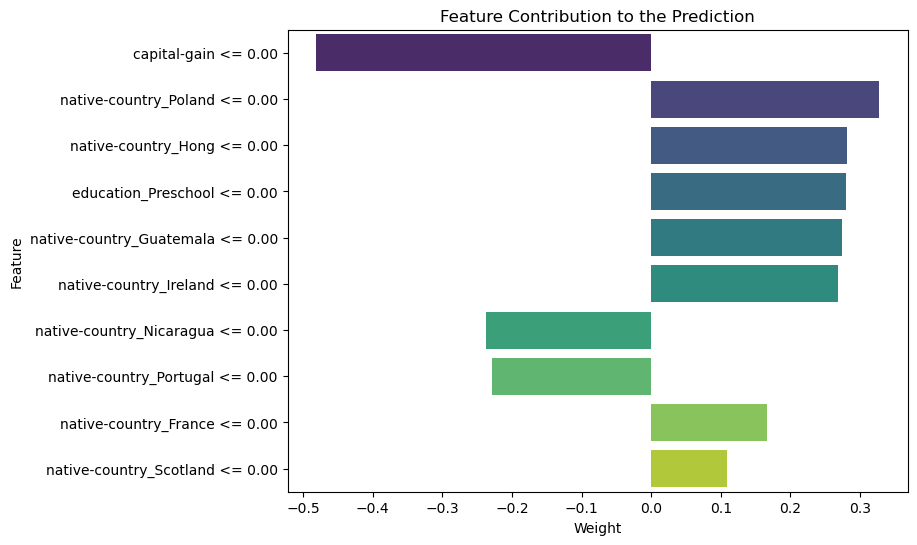 Feature Contribution to the Prediction
capital-gain <= 0.00
native-country_Poland <= 0.00
native-country_Hong <= 0.00
education_Preschool <= 0.00
native-country_Guatemala <= 0.00
native-country_Ireland <= 0.00
native-country_Nicaragua <= 0.00
native-country_Portugal <= 0.00
native-country_France <= 0.00
native-country_Scotland <= 0.00
Feature
−0.5 −0.4 −0.3 −0.2 −0.1 0.0 0.1 0.2 0.3
Weight